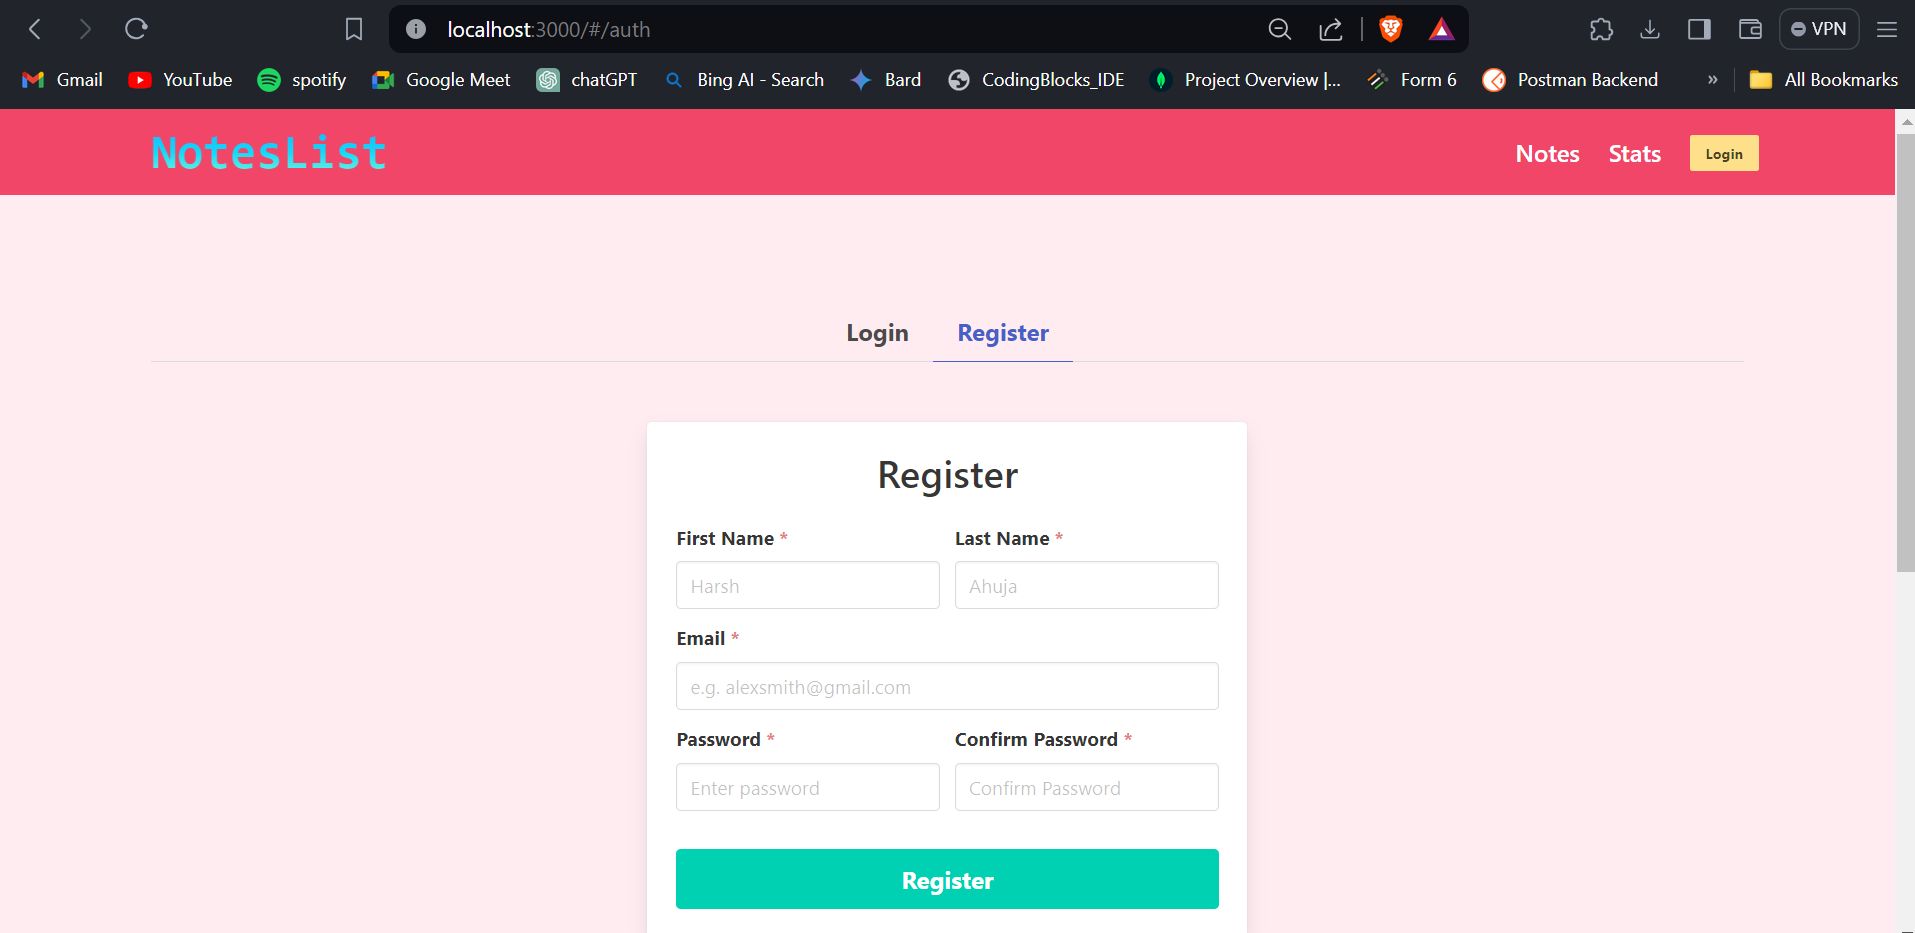 localhost:3000/#/auth VPN
Gmail YouTube spotify Google Meet chatGPT Bing AI - Search Bard CodingBlocks_IDE Project Overview |... Form 6 Postman Backend » All Bookmarks
NotesList Notes Stats Login
Login Register
Register
First Name * Last Name *
Harsh Ahuja
Email *
e.g. alexsmith@gmail.com
Password * Confirm Password *
Enter password Confirm Password
Register